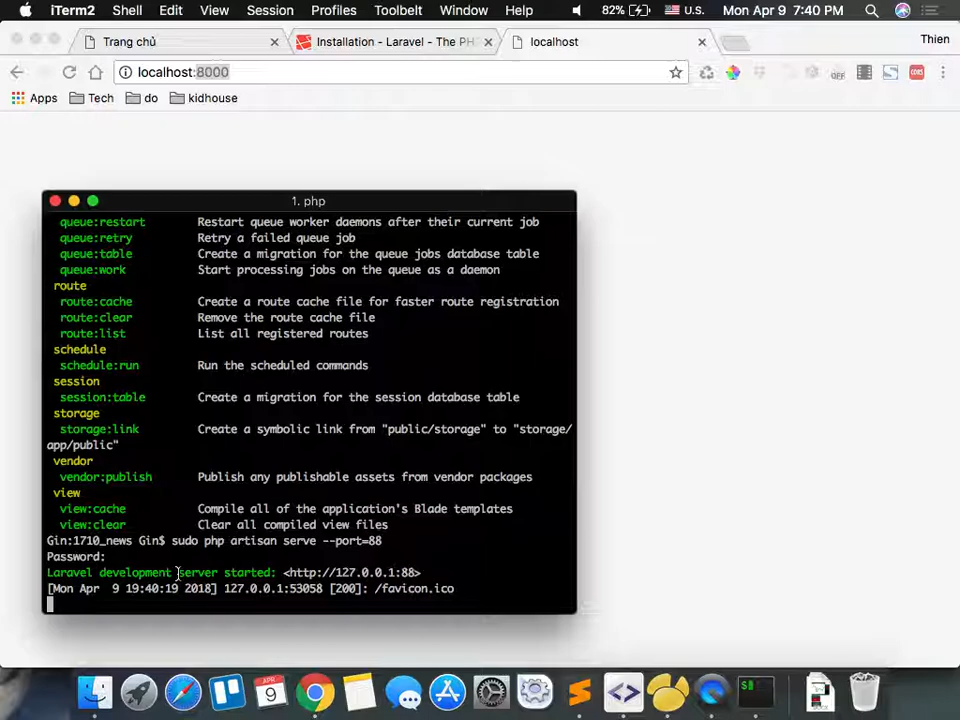 iTerm2 Shell Edit View Session Profiles Toolbelt Window Help 82% U.S. Mon Apr 9 7:40 PM
Trang chủ Installation - Laravel - The PH localhost Thien
localhost:8000 OFF CORS
Apps Tech do kidhouse
1. php
queue:restart Restart queue worker daemons after their current job
queue:retry Retry a failed queue job
queue:table Create a migration for the queue jobs database table
queue:work Start processing jobs on the queue as a daemon
route
route:cache Create a route cache file for faster route registration
route:clear Remove the route cache file
route:list List all registered routes
schedule
schedule:run Run the scheduled commands
session
session:table Create a migration for the session database table
storage
storage:link Create a symbolic link from "public/storage" to "storage/
app/public"
vendor
vendor:publish Publish any publishable assets from vendor packages
view
view:cache Compile all of the application's Blade templates
view:clear Clear all compiled view files
Gin:1710_news Gin$ sudo php artisan serve --port=88
Password:
Laravel development server started: <http://127.0.0.1:88>
[Mon Apr  9 19:40:19 2018] 127.0.0.1:53058 [200]: /favicon.ico
APR
9